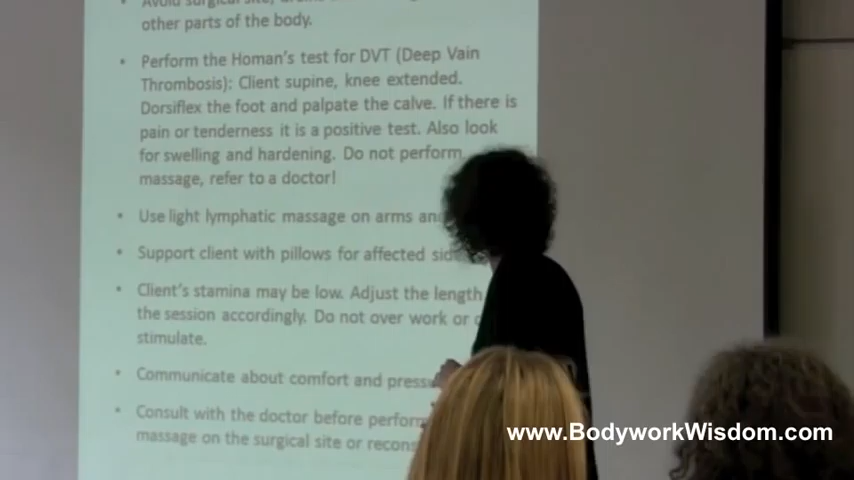 other parts of the body.
• Perform the Homan's test for DVT (Deep Vain
Thrombosis): Client supine, knee extended.
Dorsiflex the foot and palpate the calve. If there is
pain or tenderness it is a positive test. Also look
for swelling and hardening. Do not perform
massage, refer to a doctor!
• Use light lymphatic massage on arms and
• Support client with pillows for affected
• Client's stamina may be low. Adjust the length
the session accordingly. Do not over work or
stimulate.
• Communicate about comfort and
• Consult with the doctor before
massage on the surgical site or
www.BodyworkWisdom.com